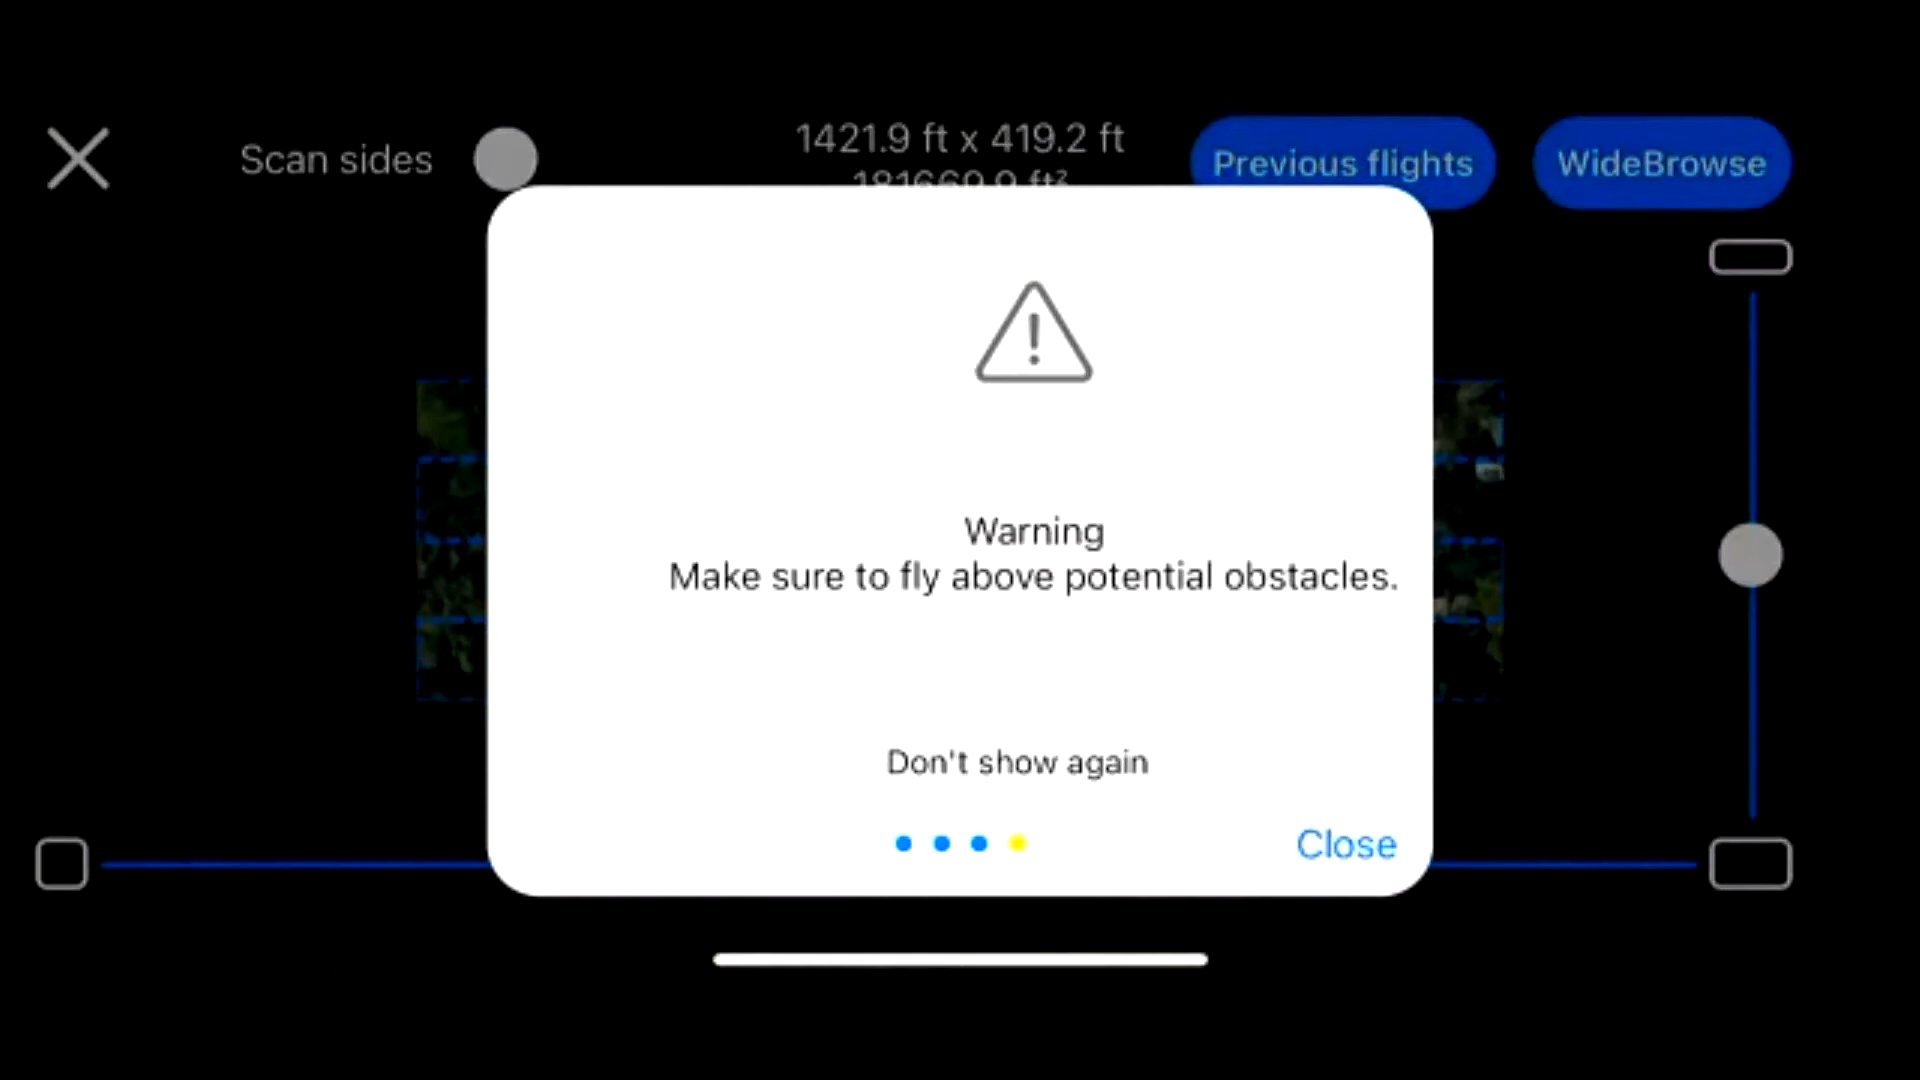 Scan sides
1421.9 ft x 419.2 ft
Previous flights
WideBrowse
!
Warning
Make sure to fly above potential obstacles.
Don't show again
Close